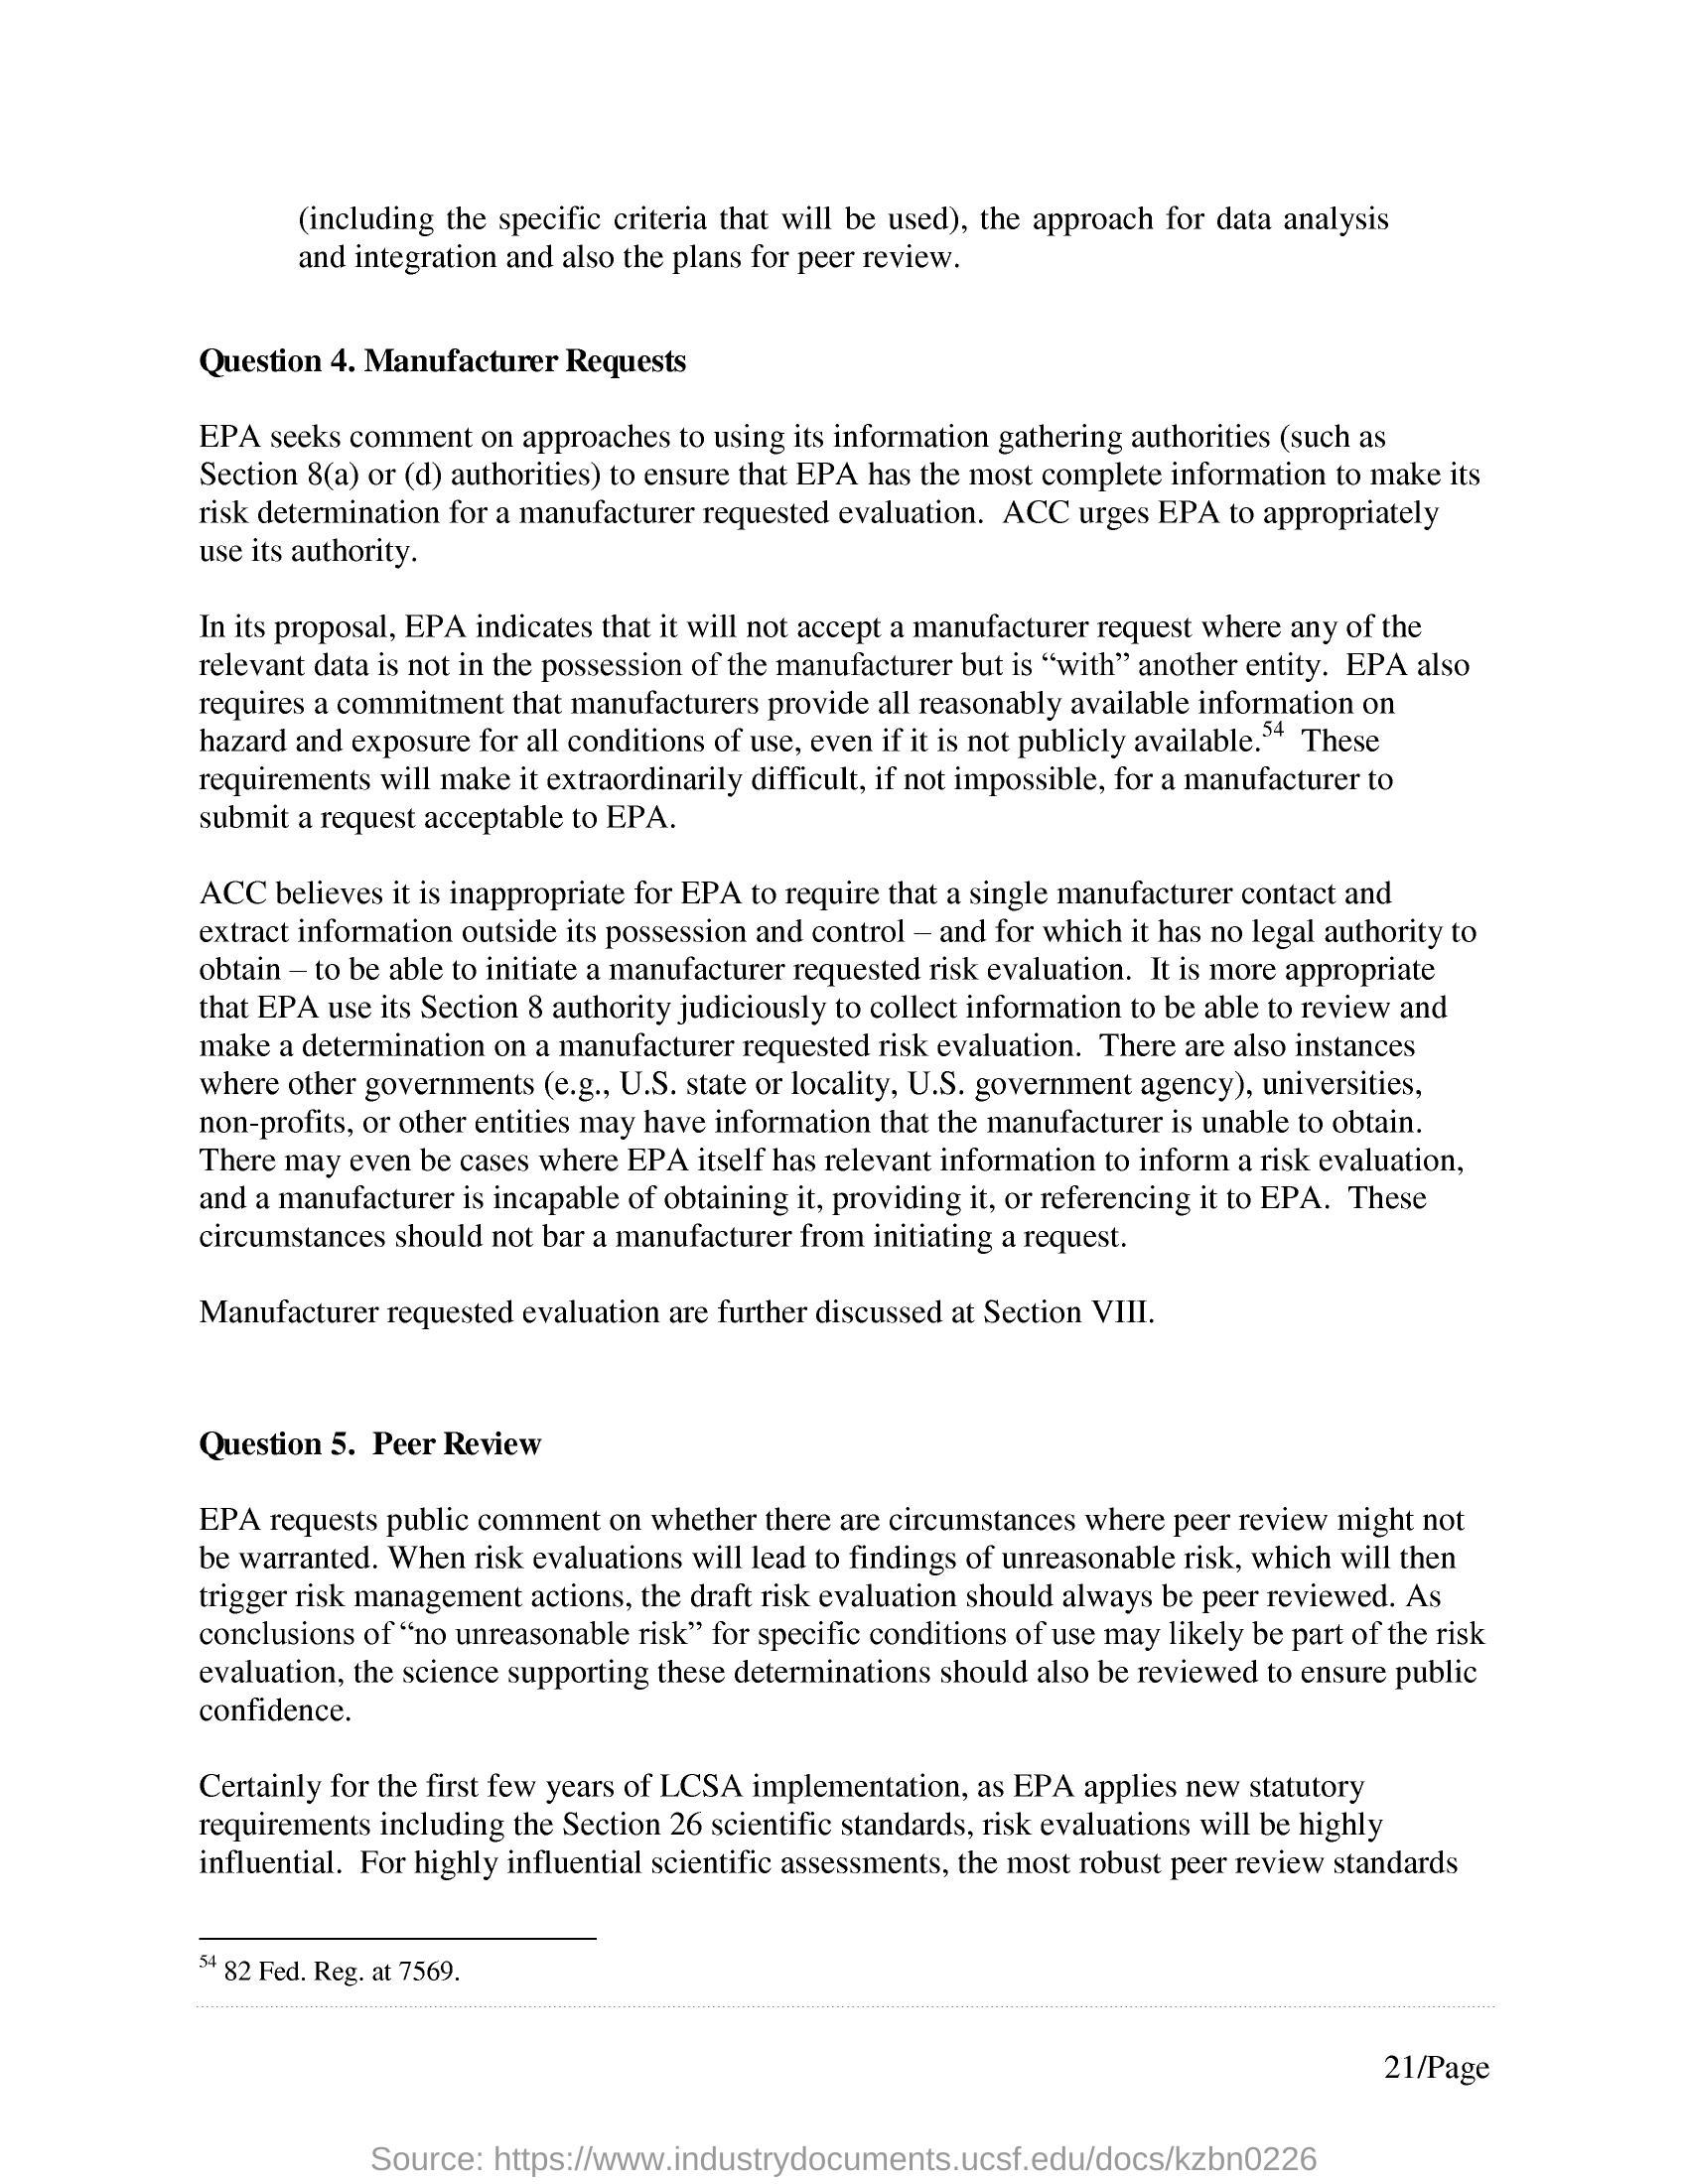 (including the specific criteria that will be used), the approach for data analysis
and integration and also the plans for peer review.
Question 4. Manufacturer Requests
EPA seeks comment on approaches to using its information gathering authorities (such as
Section 8(a) or (d) authorities) to ensure that EPA has the most complete information to make its
risk determination for a manufacturer requested evaluation.  ACC urges EPA to appropriately
use its authority.
In its proposal, EPA indicates that it will not accept a manufacturer request where any of the
relevant data is not in the possession of the manufacturer but is “with” another entity.  EPA also
requires a commitment that manufacturers provide all reasonably available information on
hazard and exposure for all conditions of use, even if it is not publicly available.54  These
requirements will make it extraordinarily difficult, if not impossible, for a manufacturer to
submit a request acceptable to EPA.
ACC believes it is inappropriate for EPA to require that a single manufacturer contact and
extract information outside its possession and control – and for which it has no legal authority to
obtain – to be able to initiate a manufacturer requested risk evaluation.  It is more appropriate
that EPA use its Section 8 authority judiciously to collect information to be able to review and
make a determination on a manufacturer requested risk evaluation.  There are also instances
where other governments (e.g., U.S. state or locality, U.S. government agency), universities,
non-profits, or other entities may have information that the manufacturer is unable to obtain.
There may even be cases where EPA itself has relevant information to inform a risk evaluation,
and a manufacturer is incapable of obtaining it, providing it, or referencing it to EPA.  These
circumstances should not bar a manufacturer from initiating a request.
Manufacturer requested evaluation are further discussed at Section VIII.
Question 5.  Peer Review
EPA requests public comment on whether there are circumstances where peer review might not
be warranted. When risk evaluations will lead to findings of unreasonable risk, which will then
trigger risk management actions, the draft risk evaluation should always be peer reviewed. As
conclusions of “no unreasonable risk” for specific conditions of use may likely be part of the risk
evaluation, the science supporting these determinations should also be reviewed to ensure public
confidence.
Certainly for the first few years of LCSA implementation, as EPA applies new statutory
requirements including the Section 26 scientific standards, risk evaluations will be highly
influential.  For highly influential scientific assessments, the most robust peer review standards
54 82 Fed. Reg. at 7569.
21/Page
Source: https://www.industrydocuments.ucsf.edu/docs/kzbn0226